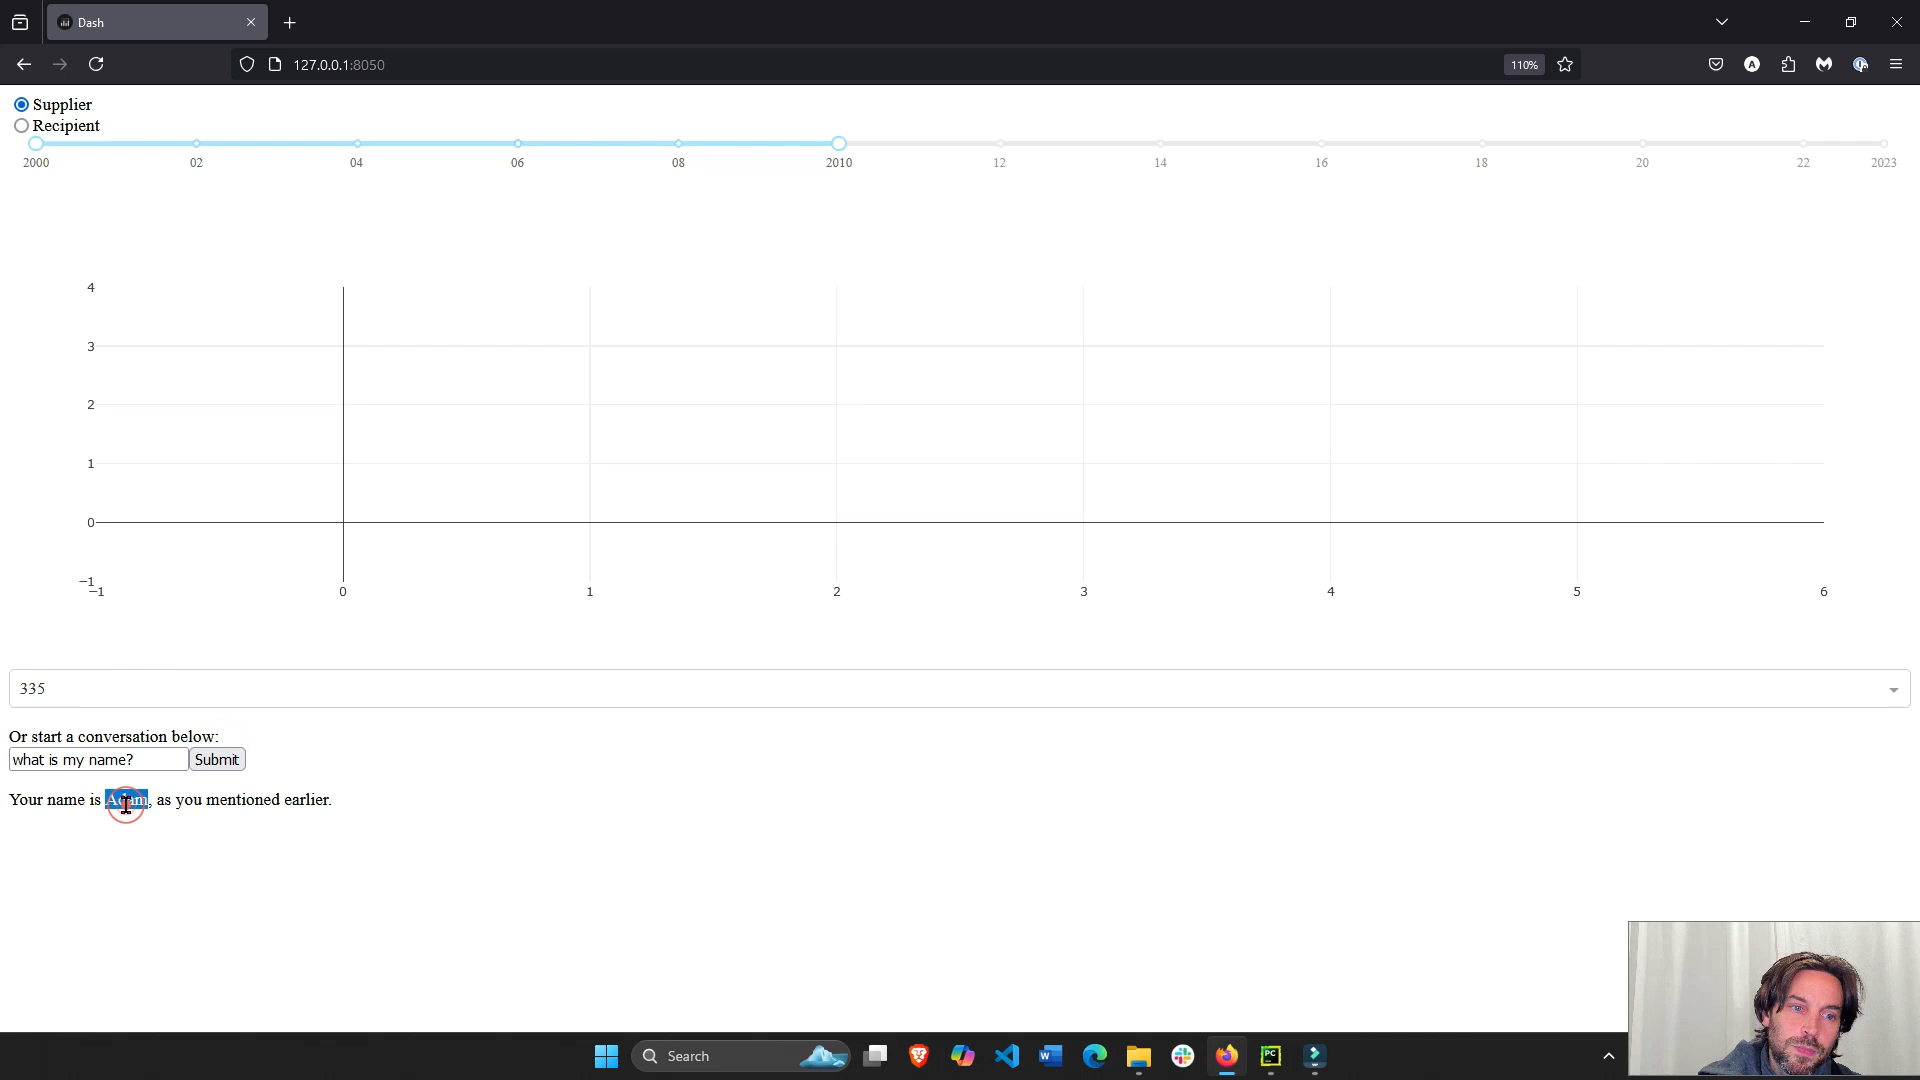 Dash
127.0.0.1:8050
110%
Supplier
Recipient
2000 02 04 06 08 2010 12 14 16 18 20 22 2023
4
3
2
1
0
−1
−1 0 1 2 3 4 5 6
335
Or start a conversation below:
what is my name? Submit
Your name is Adam, as you mentioned earlier.
Search